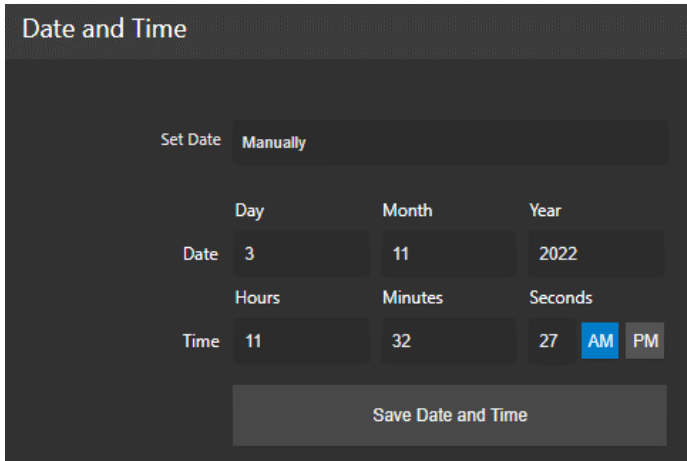 Date and Time
Set Date Manually
Day Month Year
Date 3 11 2022
Hours Minutes Seconds
Time 11 32 27 AM PM
Save Date and Time